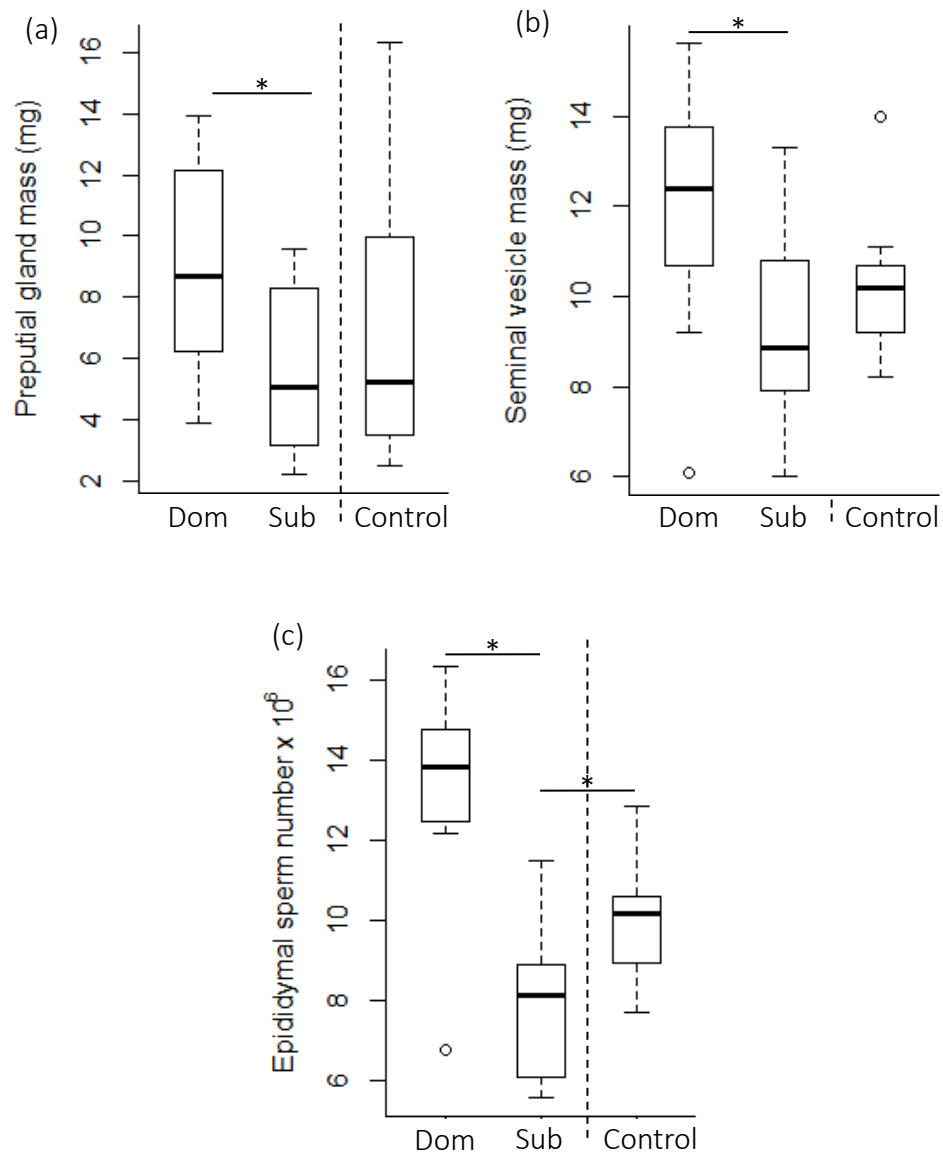 (a)
Preputial gland mass (mg)
16
14
12
10
8
6
4
2
*
Dom Sub Control
(b)
Seminal vesicle mass (mg)
14
12
10
8
6
*
Dom Sub Control
(c)
Epididymal sperm number x 10⁶
16
14
12
10
8
6
*
*
Dom Sub Control